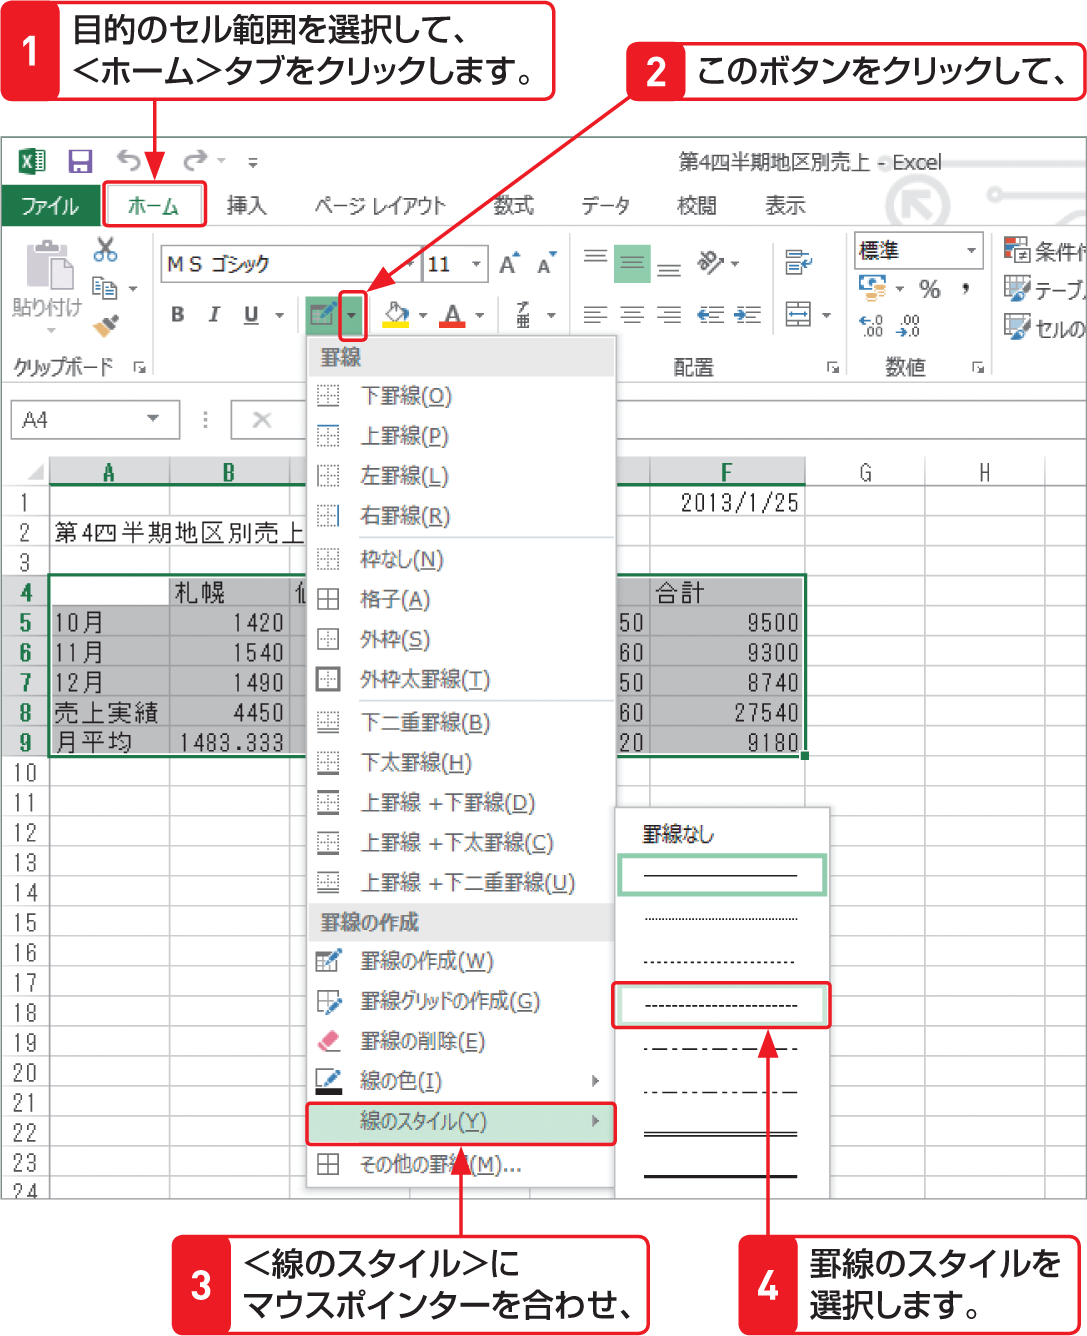 1 目的のセル範囲を選択して、
＜ホーム＞タブをクリックします。
2 このボタンをクリックして、
第4四半期地区別売上 - Excel
ファイル ホーム 挿入 ページ レイアウト 数式 データ 校閲 表示
ＭＳ ゴシック 11 標準 条件付
貼り付け B I U A ア亜 % , テーブル
セルの
クリップボード 配置 数値
A4
A B F G H
1 2013/1/25
2 第4四半期地区別売上
3
4 札幌 合計
5 10月 1420 50 9500
6 11月 1540 60 9300
7 12月 1490 50 8740
8 売上実績 4450 60 27540
9 月平均 1483.333 20 9180
10
11
12
13
14
15
16
17
18
19
20
21
22
23
24
罫線
下罫線(O)
上罫線(P)
左罫線(L)
右罫線(R)
枠なし(N)
格子(A)
外枠(S)
外枠太罫線(T)
下二重罫線(B)
下太罫線(H)
上罫線 +下罫線(D)
上罫線 +下太罫線(C)
上罫線 +下二重罫線(U)
罫線の作成
罫線の作成(W)
罫線グリッドの作成(G)
罫線の削除(E)
線の色(I)
線のスタイル(Y)
その他の罫線(M)...
罫線なし
3 ＜線のスタイル＞に
マウスポインターを合わせ、
4 罫線のスタイルを
選択します。